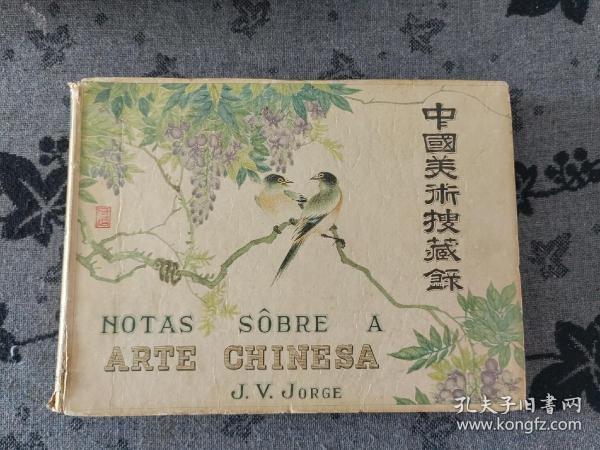 中國美術搜藏錄
NOTAS SÔBRE A
ARTE CHINESA
J. V. JORGE
孔夫子旧書网
www.kongfz.com